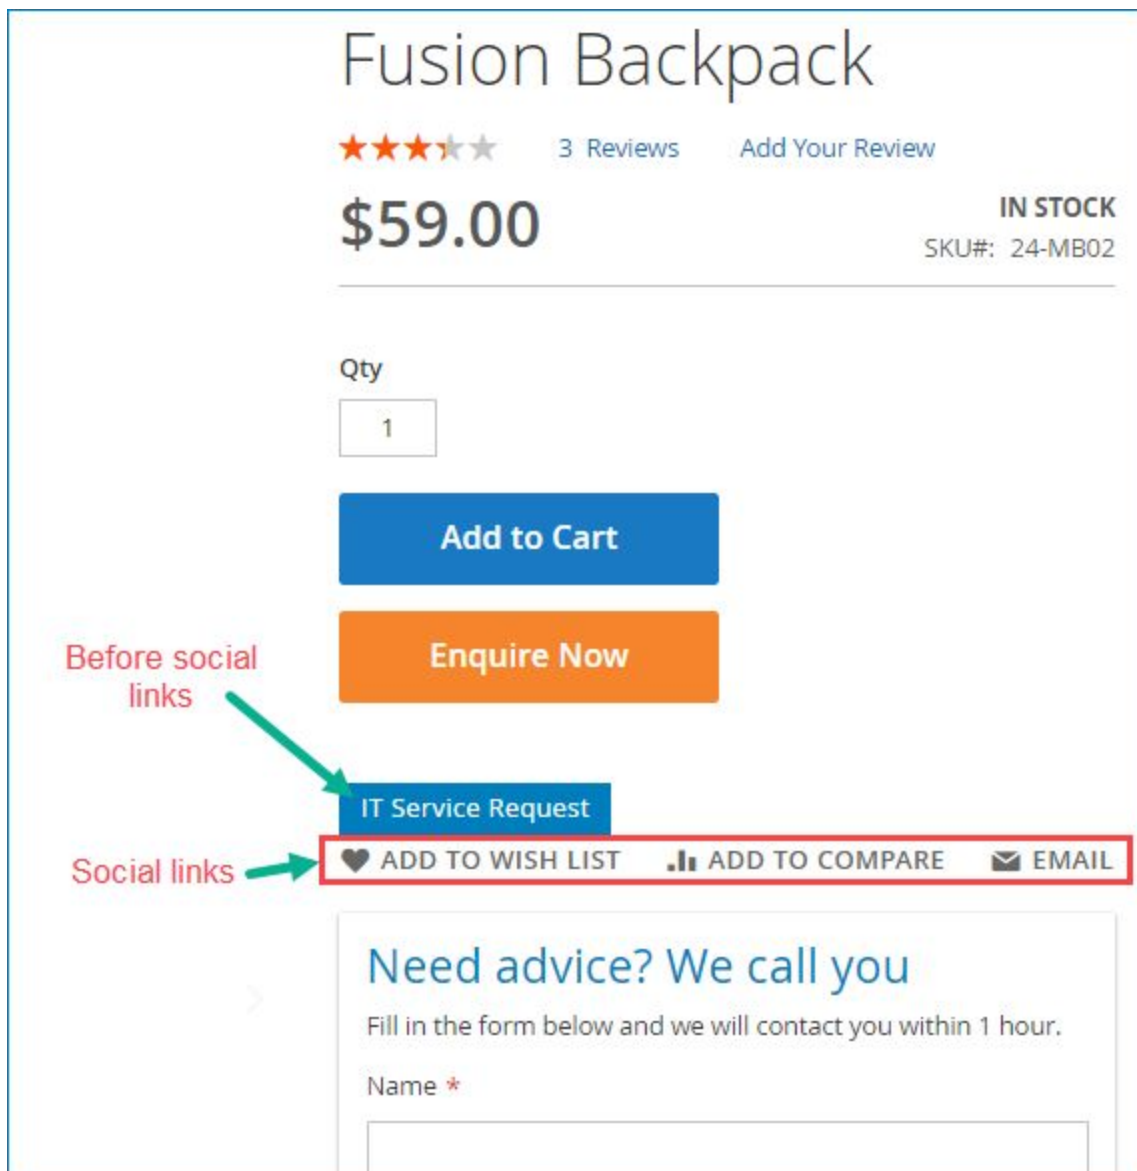 Fusion Backpack
3 Reviews Add Your Review
$59.00
IN STOCK
SKU#: 24-MB02
Qty
1
Add to Cart
Enquire Now
Before social
links
IT Service Request
Social links
ADD TO WISH LIST ADD TO COMPARE EMAIL
Need advice? We call you
Fill in the form below and we will contact you within 1 hour.
Name *